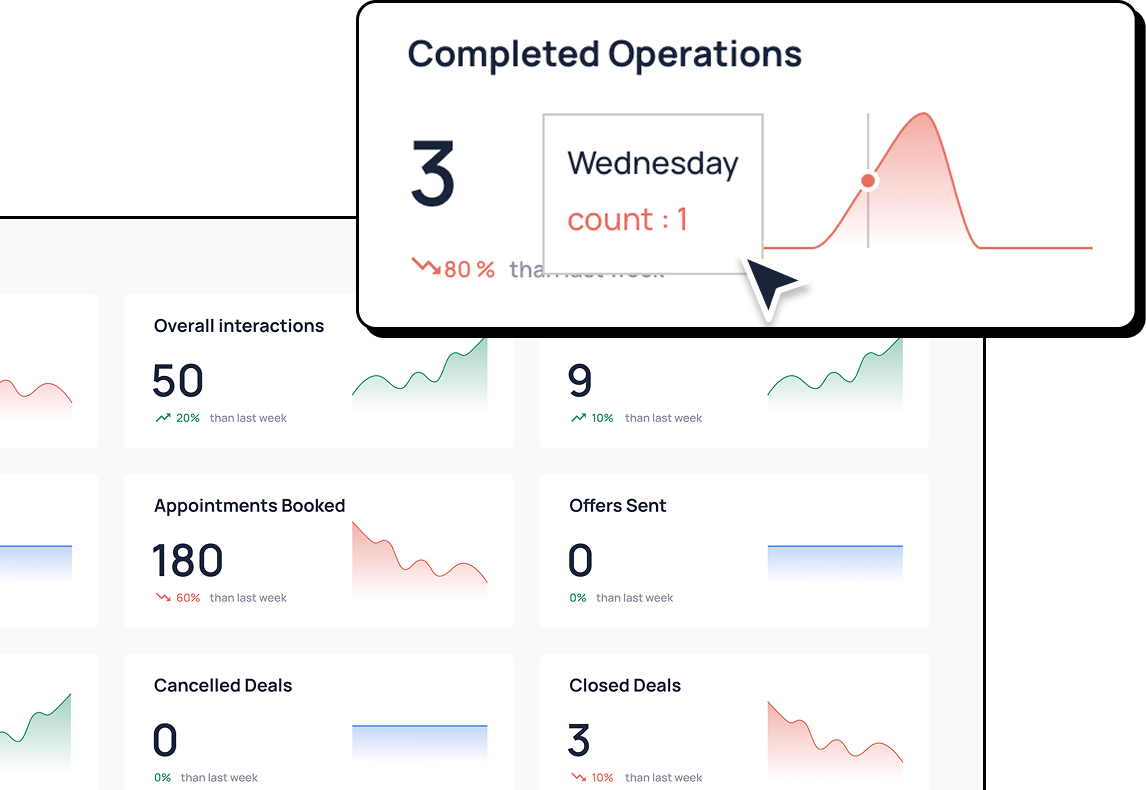 Completed Operations
3
Wednesday
count : 1
80 % than last week
Overall interactions
50
20% than last week
9
10% than last week
Appointments Booked
180
60% than last week
Offers Sent
0
0% than last week
Cancelled Deals
0
0% than last week
Closed Deals
3
10% than last week